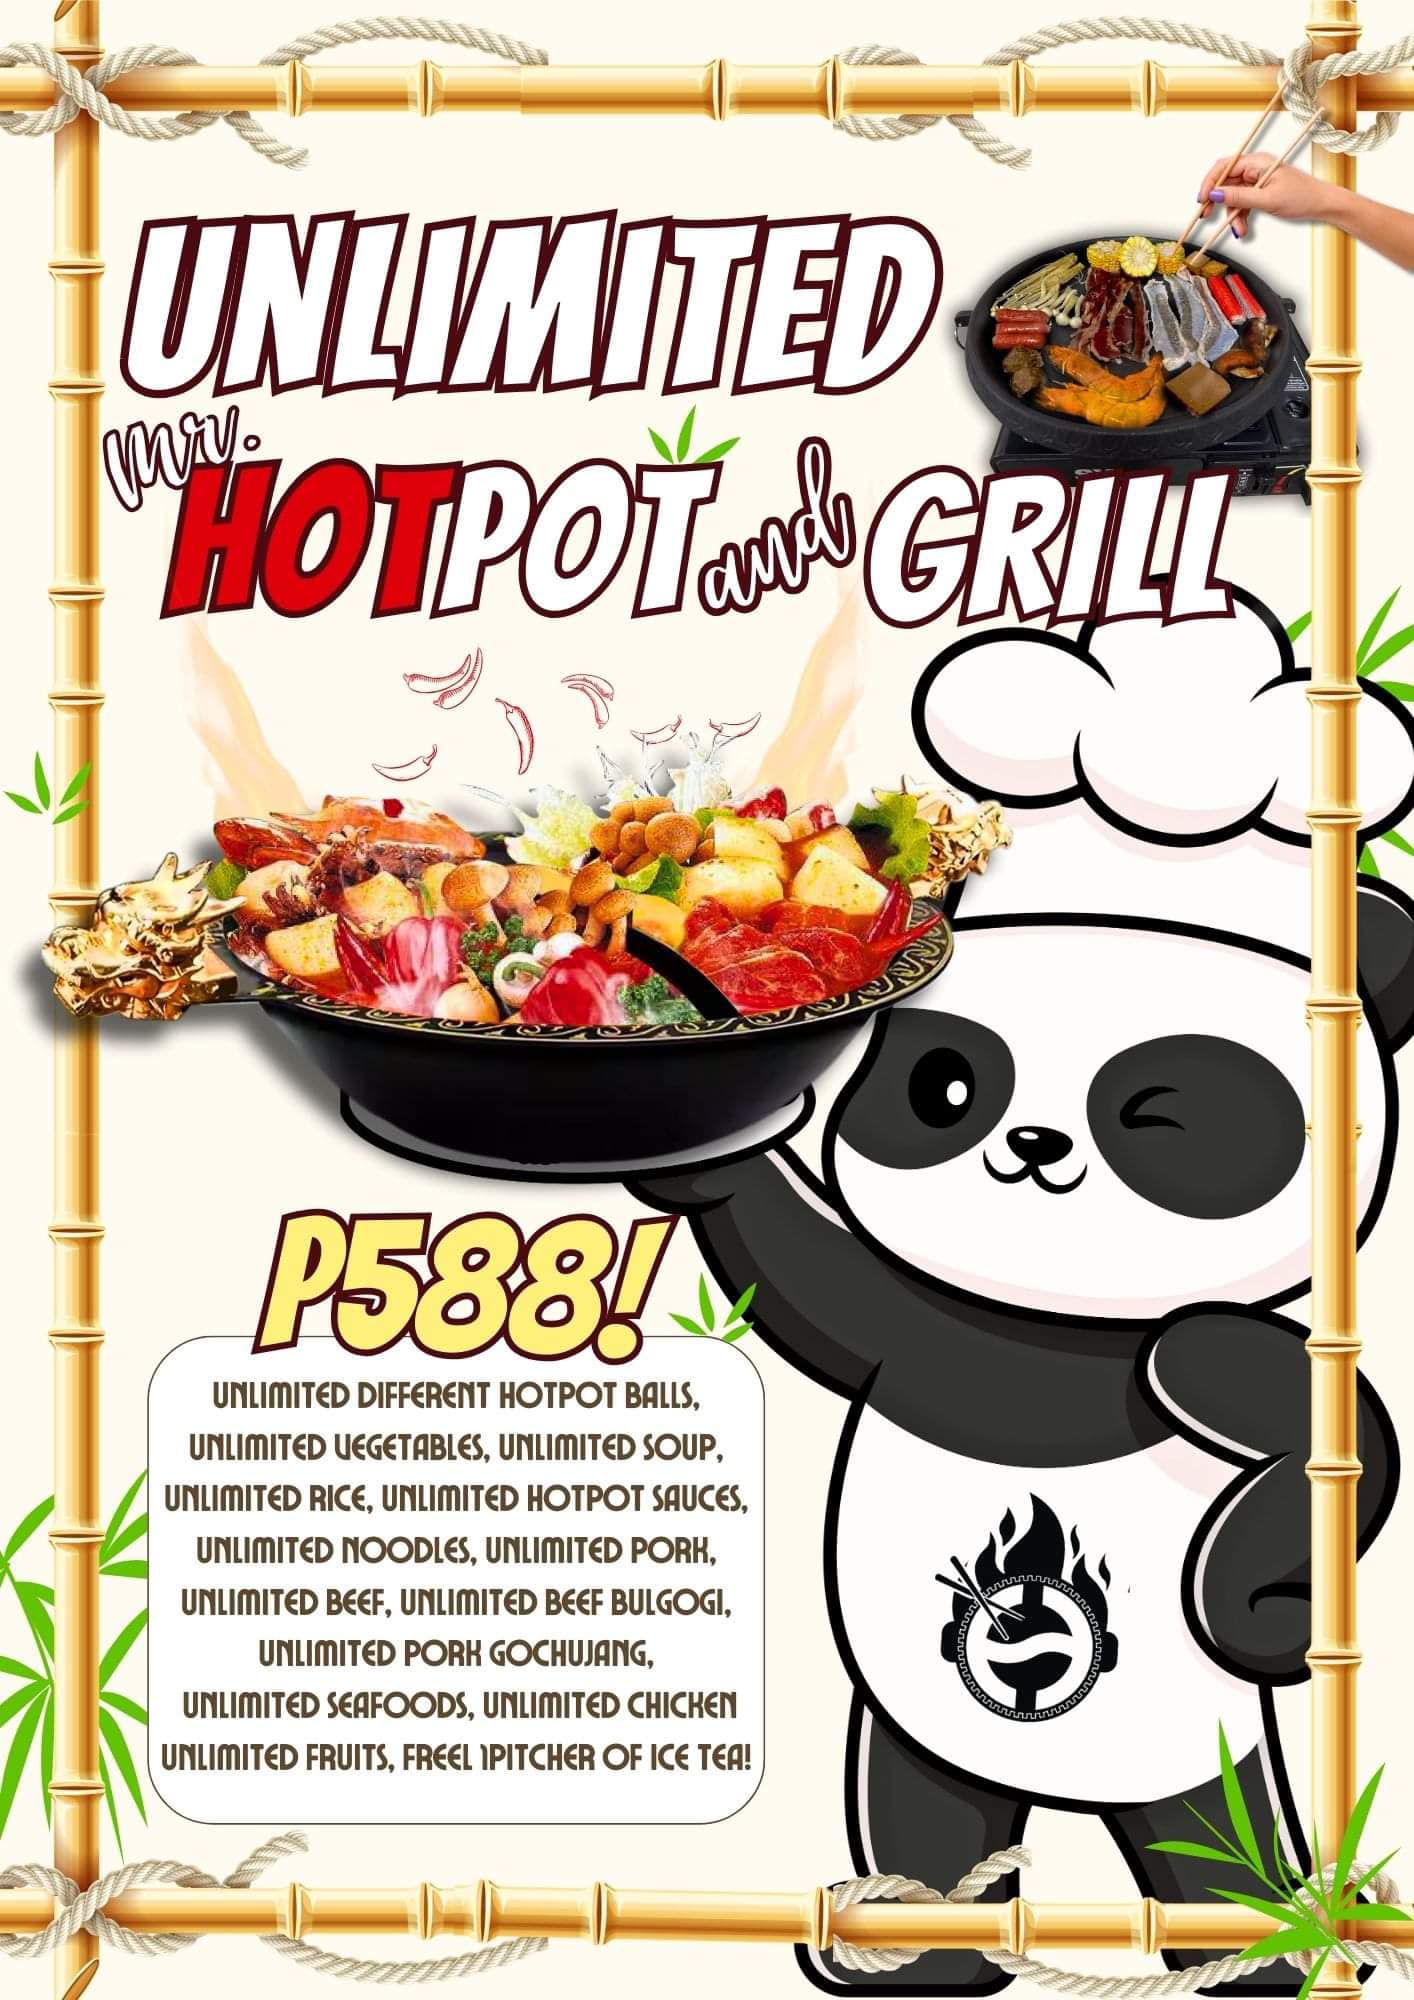 UNLIMITED
mr.
HOTPOT and GRILL
P588!
UNLIMITED DIFFERENT HOTPOT BALLS,
UNLIMITED VEGETABLES, UNLIMITED SOUP,
UNLIMITED RICE, UNLIMITED HOTPOT SAUCES,
UNLIMITED NOODLES, UNLIMITED PORK,
UNLIMITED BEEF, UNLIMITED BEEF BULGOGI,
UNLIMITED PORK GOCHUJANG,
UNLIMITED SEAFOODS, UNLIMITED CHICKEN
UNLIMITED FRUITS, FREEL 1PITCHER OF ICE TEA!